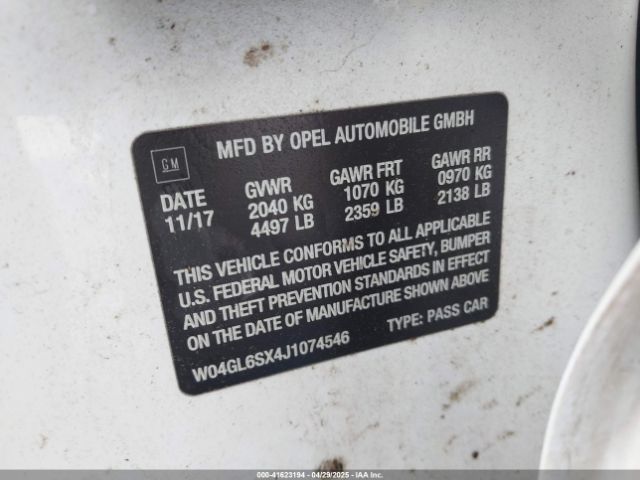 GM
MFD BY OPEL AUTOMOBILE GMBH
DATE GVWR GAWR FRT GAWR RR
11/17 2040 KG 1070 KG 0970 KG
4497 LB 2359 LB 2138 LB
THIS VEHICLE CONFORMS TO ALL APPLICABLE
U.S. FEDERAL MOTOR VEHICLE SAFETY, BUMPER
AND THEFT PREVENTION STANDARDS IN EFFECT
ON THE DATE OF MANUFACTURE SHOWN ABOVE
W04GL6SX4J1074546 TYPE: PASS CAR
000-41623194 - 04/29/2025 - IAAI.COM